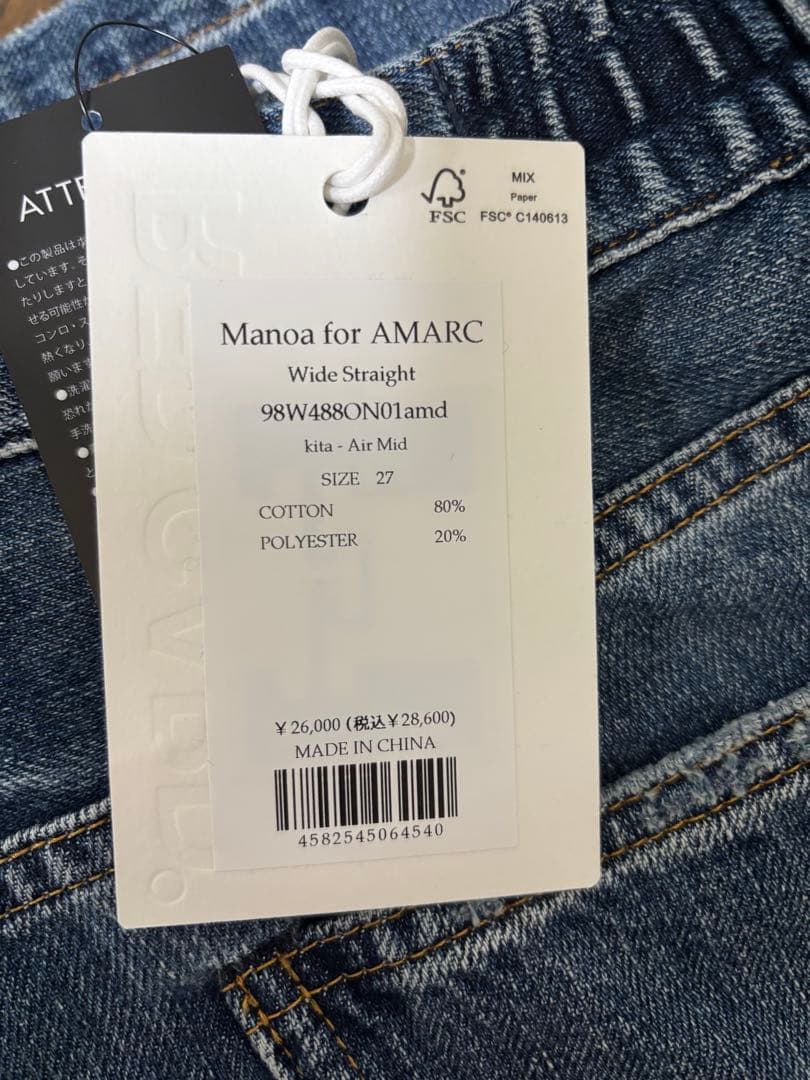 ATT
●この製品は
しています。そ
たりしますと
せる可能性
コンロ・ス
熱くなり
願いま
●洗濯
恐れ
手洗
FSC®
MIX
Paper
FSC® C140613
Manoa for AMARC
Wide Straight
98W488ON01amd
kita - Air Mid
SIZE 27
COTTON 80%
POLYESTER 20%
¥26,000 (税込¥28,600)
MADE IN CHINA
4582545064540